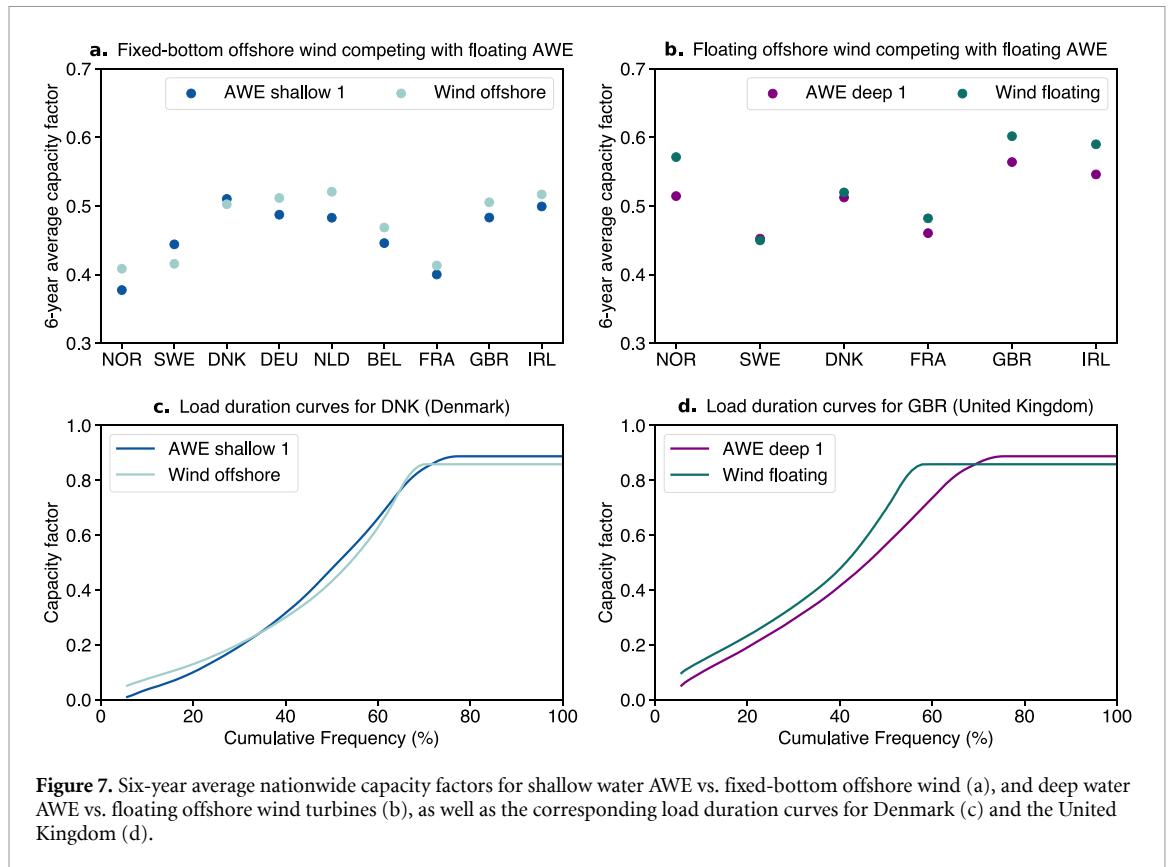 a. Fixed-bottom offshore wind competing with floating AWE
0.7
0.6
0.5
0.4
0.3
6-year average capacity factor
AWE shallow 1
Wind offshore
NOR SWE DNK DEU NLD BEL FRA GBR IRL
b. Floating offshore wind competing with floating AWE
0.7
0.6
0.5
0.4
0.3
6-year average capacity factor
AWE deep 1
Wind floating
NOR SWE DNK FRA GBR IRL
c. Load duration curves for DNK (Denmark)
1.0
0.8
0.6
0.4
0.2
0.0
Capacity factor
AWE shallow 1
Wind offshore
0 20 40 60 80 100
Cumulative Frequency (%)
d. Load duration curves for GBR (United Kingdom)
1.0
0.8
0.6
0.4
0.2
0.0
Capacity factor
AWE deep 1
Wind floating
0 20 40 60 80 100
Cumulative Frequency (%)
Figure 7. Six-year average nationwide capacity factors for shallow water AWE vs. fixed-bottom offshore wind (a), and deep water
AWE vs. floating offshore wind turbines (b), as well as the corresponding load duration curves for Denmark (c) and the United
Kingdom (d).